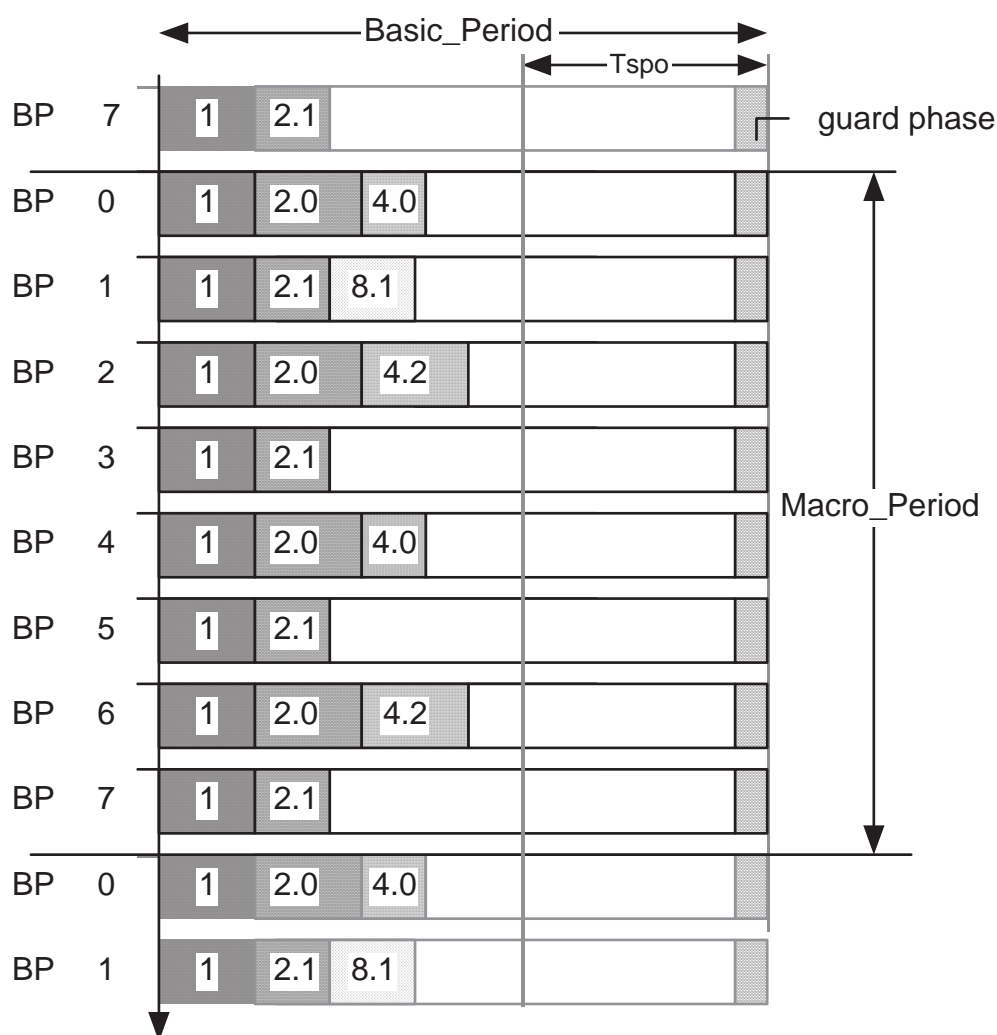 Basic_Period
Tspo
BP 7 1 2.1 guard phase
BP 0 1 2.0 4.0
BP 1 1 2.1 8.1
BP 2 1 2.0 4.2
BP 3 1 2.1
Macro_Period
BP 4 1 2.0 4.0
BP 5 1 2.1
BP 6 1 2.0 4.2
BP 7 1 2.1
BP 0 1 2.0 4.0
BP 1 1 2.1 8.1